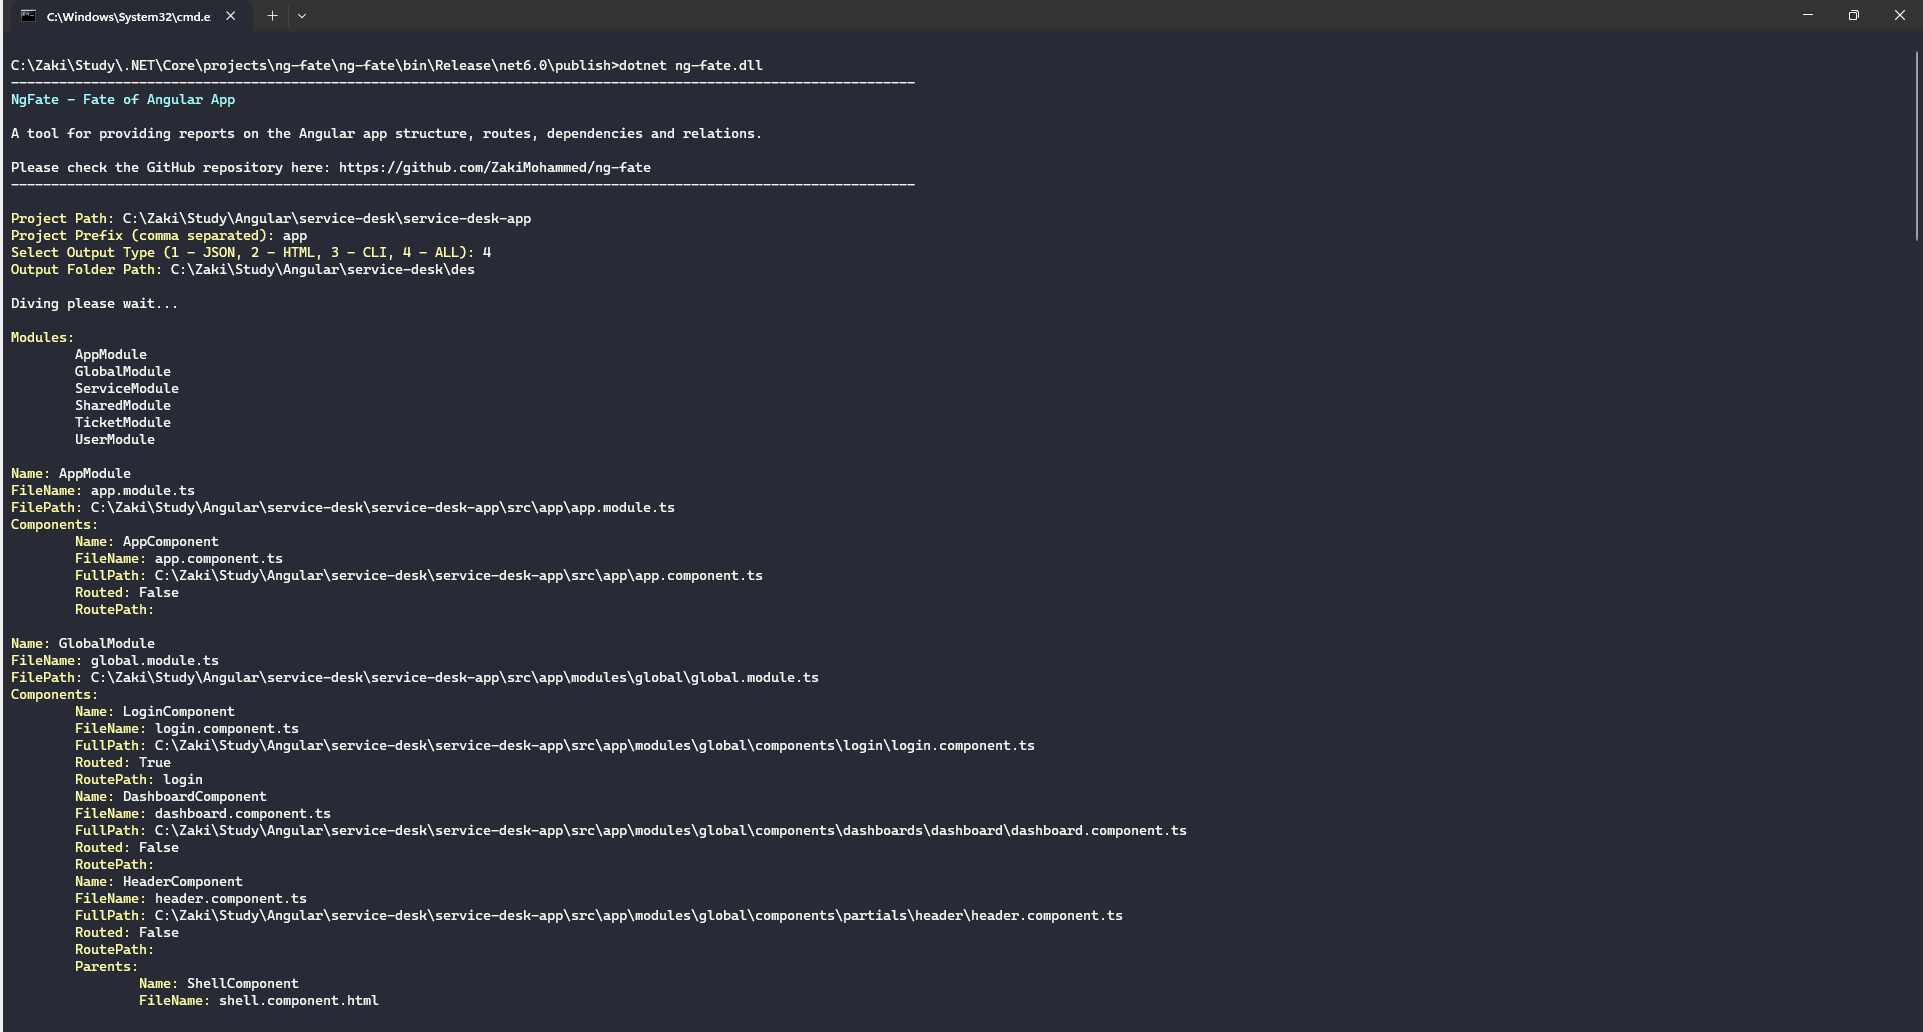 C:\Windows\System32\cmd.e
C:\Zaki\Study\.NET\Core\projects\ng-fate\ng-fate\bin\Release\net6.0\publish>dotnet ng-fate.dll
-----------------------------------------------------------------------------------------------------------------
NgFate - Fate of Angular App
A tool for providing reports on the Angular app structure, routes, dependencies and relations.
Please check the GitHub repository here: https://github.com/ZakiMohammed/ng-fate
-----------------------------------------------------------------------------------------------------------------
Project Path: C:\Zaki\Study\Angular\service-desk\service-desk-app
Project Prefix (comma separated): app
Select Output Type (1 - JSON, 2 - HTML, 3 - CLI, 4 - ALL): 4
Output Folder Path: C:\Zaki\Study\Angular\service-desk\des
Diving please wait...
Modules:
AppModule
GlobalModule
ServiceModule
SharedModule
TicketModule
UserModule
Name: AppModule
FileName: app.module.ts
FilePath: C:\Zaki\Study\Angular\service-desk\service-desk-app\src\app\app.module.ts
Components:
Name: AppComponent
FileName: app.component.ts
FullPath: C:\Zaki\Study\Angular\service-desk\service-desk-app\src\app\app.component.ts
Routed: False
RoutePath:
Name: GlobalModule
FileName: global.module.ts
FilePath: C:\Zaki\Study\Angular\service-desk\service-desk-app\src\app\modules\global\global.module.ts
Components:
Name: LoginComponent
FileName: login.component.ts
FullPath: C:\Zaki\Study\Angular\service-desk\service-desk-app\src\app\modules\global\components\login\login.component.ts
Routed: True
RoutePath: login
Name: DashboardComponent
FileName: dashboard.component.ts
FullPath: C:\Zaki\Study\Angular\service-desk\service-desk-app\src\app\modules\global\components\dashboards\dashboard\dashboard.component.ts
Routed: False
RoutePath:
Name: HeaderComponent
FileName: header.component.ts
FullPath: C:\Zaki\Study\Angular\service-desk\service-desk-app\src\app\modules\global\components\partials\header\header.component.ts
Routed: False
RoutePath:
Parents:
Name: ShellComponent
FileName: shell.component.html